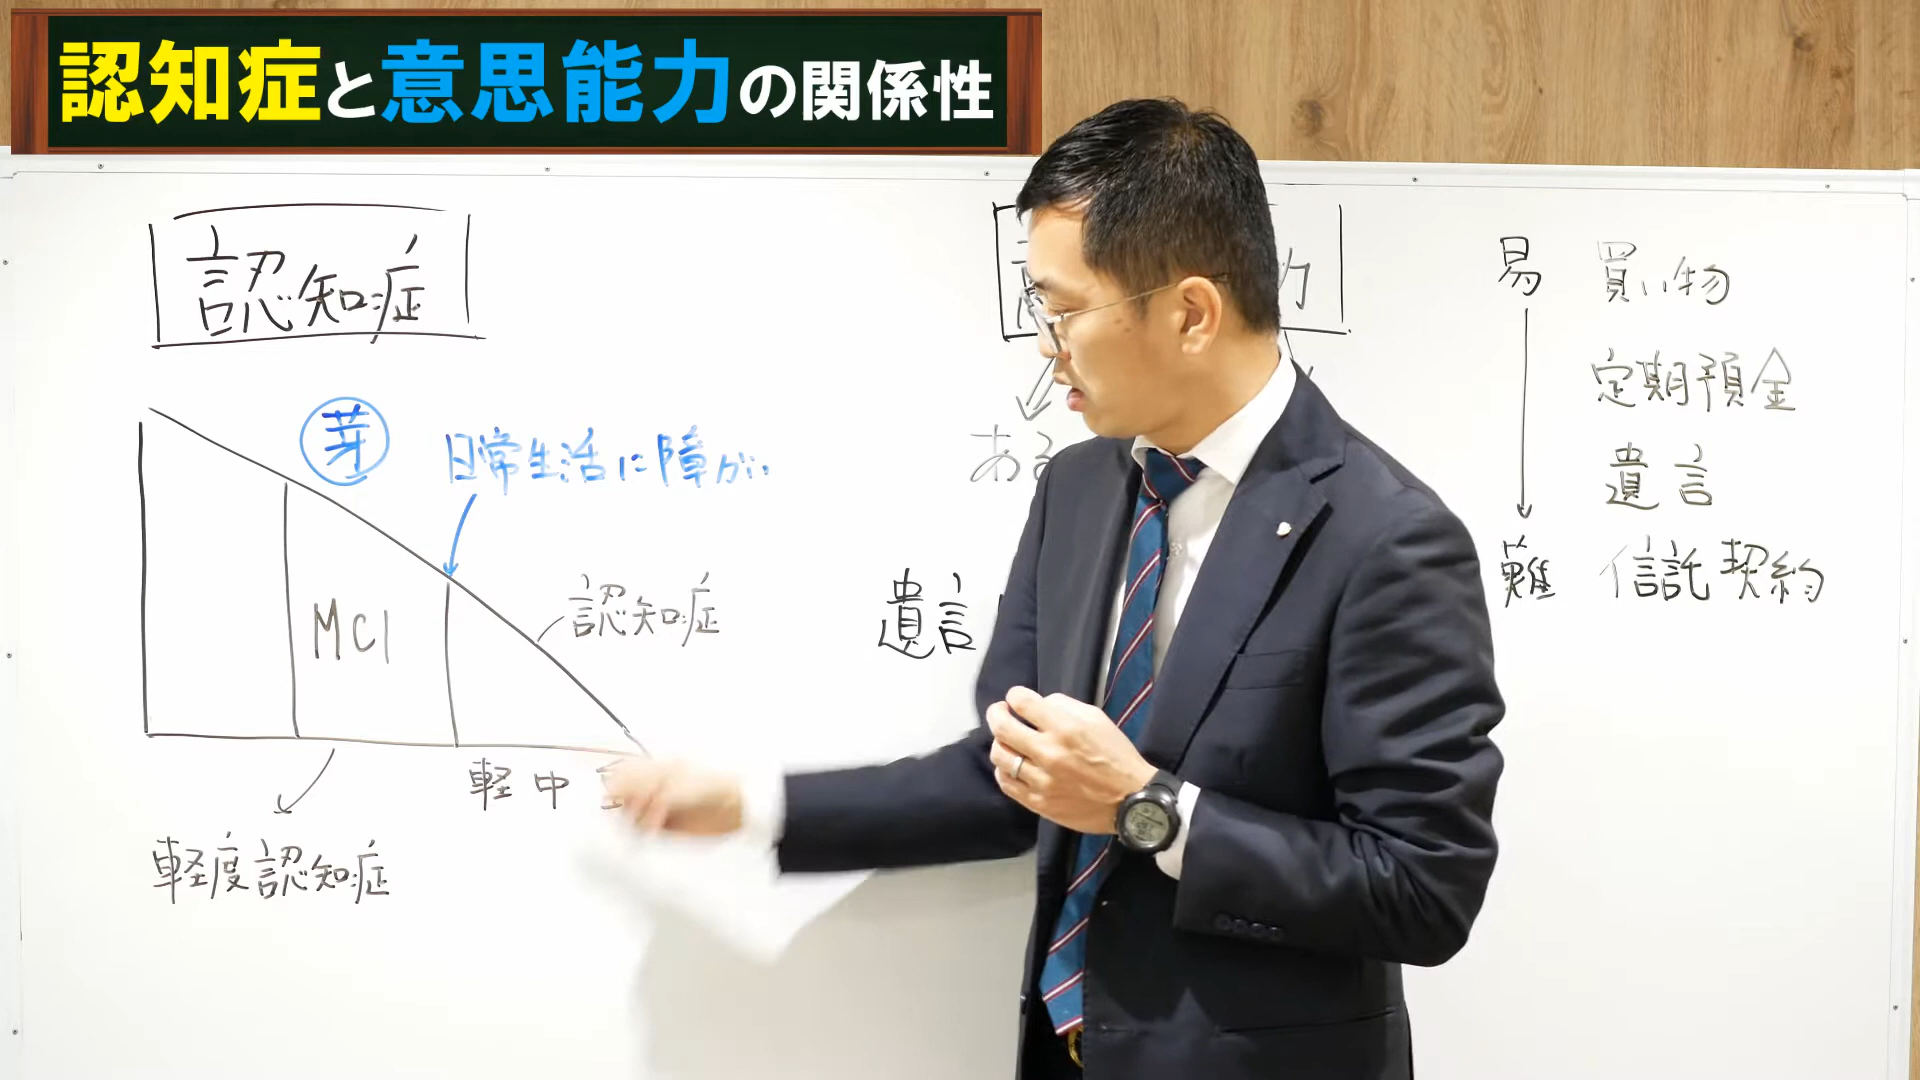 認知症と意思能力の関係性
認知症
芽
日常生活に障がい
MCI
認知症
軽 中
軽度認知症
力
ある
遺言
易
買い物
定期預金
遺言
難
信託契約